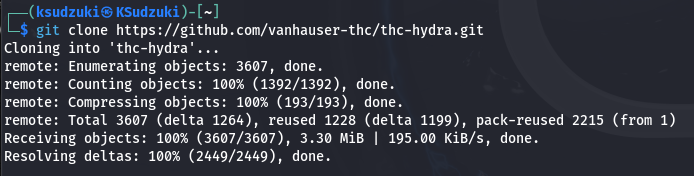 ┌──(ksudzuki㉿KSudzuki)-[~]
└─$ git clone https://github.com/vanhauser-thc/thc-hydra.git
Cloning into 'thc-hydra'...
remote: Enumerating objects: 3607, done.
remote: Counting objects: 100% (1392/1392), done.
remote: Compressing objects: 100% (193/193), done.
remote: Total 3607 (delta 1264), reused 1228 (delta 1199), pack-reused 2215 (from 1)
Receiving objects: 100% (3607/3607), 3.30 MiB | 195.00 KiB/s, done.
Resolving deltas: 100% (2449/2449), done.